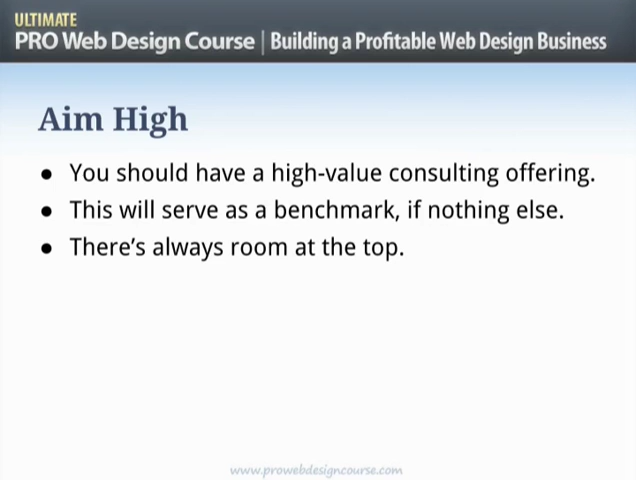 ULTIMATE
PRO Web Design Course | Building a Profitable Web Design Business
Aim High
● You should have a high-value consulting offering.
● This will serve as a benchmark, if nothing else.
● There's always room at the top.
www.prowebdesigncourse.com